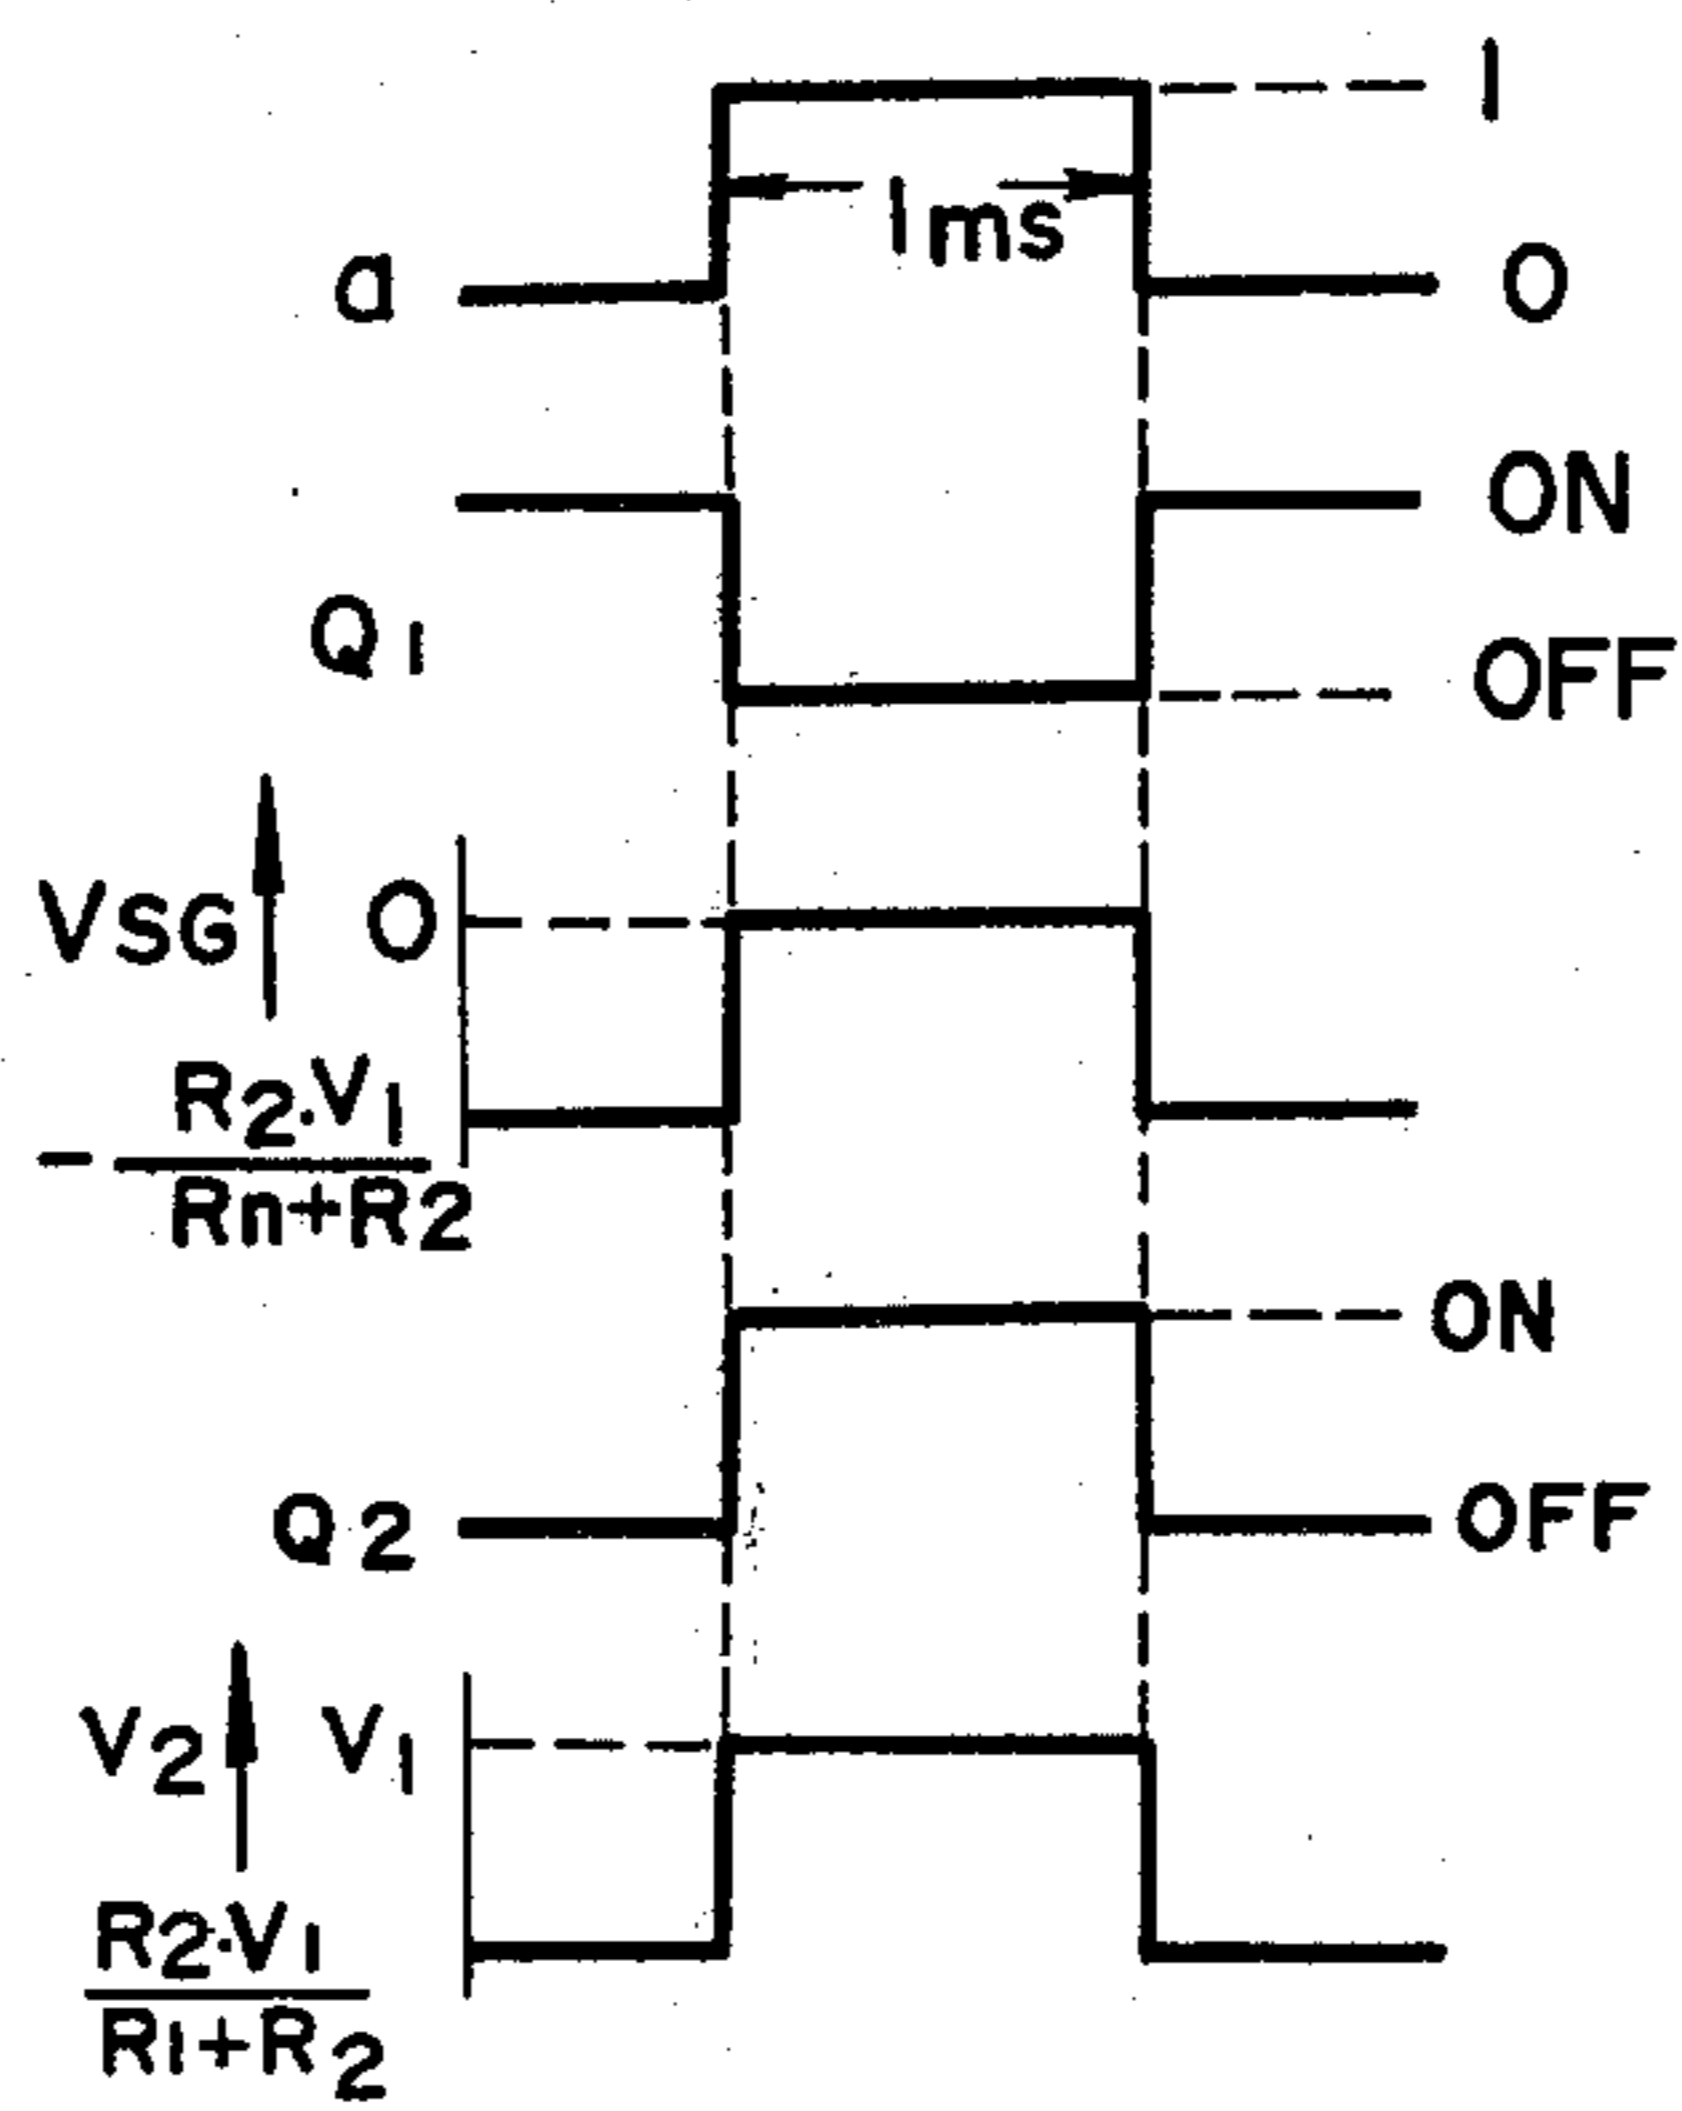 1
1ms
a
0
ON
Q1
OFF
VSG 0
- R2·V1
Rn+R2
ON
Q2
OFF
V2 V1
R2·V1
R1+R2